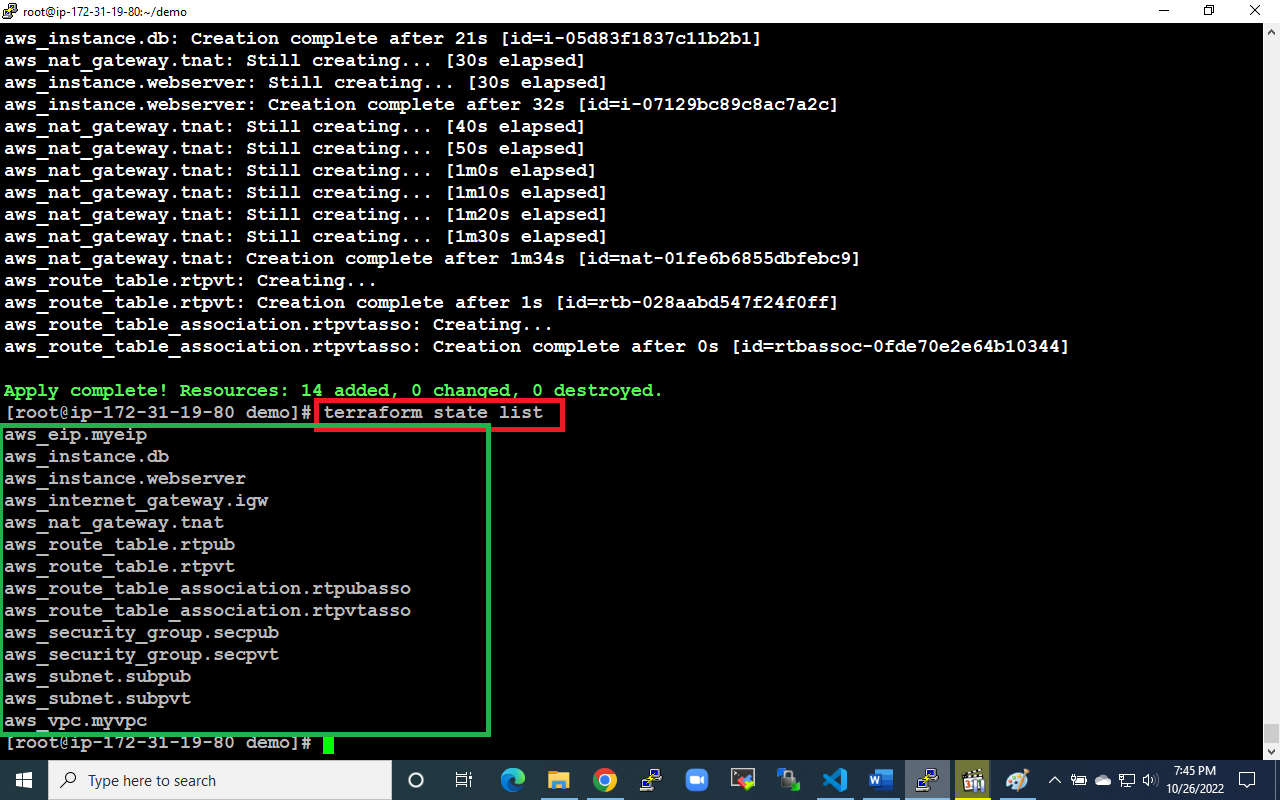 root@ip-172-31-19-80:~/demo
aws_instance.db: Creation complete after 21s [id=i-05d83f1837c11b2b1]
aws_nat_gateway.tnat: Still creating... [30s elapsed]
aws_instance.webserver: Still creating... [30s elapsed]
aws_instance.webserver: Creation complete after 32s [id=i-07129bc89c8ac7a2c]
aws_nat_gateway.tnat: Still creating... [40s elapsed]
aws_nat_gateway.tnat: Still creating... [50s elapsed]
aws_nat_gateway.tnat: Still creating... [1m0s elapsed]
aws_nat_gateway.tnat: Still creating... [1m10s elapsed]
aws_nat_gateway.tnat: Still creating... [1m20s elapsed]
aws_nat_gateway.tnat: Still creating... [1m30s elapsed]
aws_nat_gateway.tnat: Creation complete after 1m34s [id=nat-01fe6b6855dbfebc9]
aws_route_table.rtpvt: Creating...
aws_route_table.rtpvt: Creation complete after 1s [id=rtb-028aabd547f24f0ff]
aws_route_table_association.rtpvtasso: Creating...
aws_route_table_association.rtpvtasso: Creation complete after 0s [id=rtbassoc-0fde70e2e64b10344]
Apply complete! Resources: 14 added, 0 changed, 0 destroyed.
[root@ip-172-31-19-80 demo]# terraform state list
aws_eip.myeip
aws_instance.db
aws_instance.webserver
aws_internet_gateway.igw
aws_nat_gateway.tnat
aws_route_table.rtpub
aws_route_table.rtpvt
aws_route_table_association.rtpubasso
aws_route_table_association.rtpvtasso
aws_security_group.secpub
aws_security_group.secpvt
aws_subnet.subpub
aws_subnet.subpvt
aws_vpc.myvpc
[root@ip-172-31-19-80 demo]#
Type here to search
7:45 PM
10/26/2022